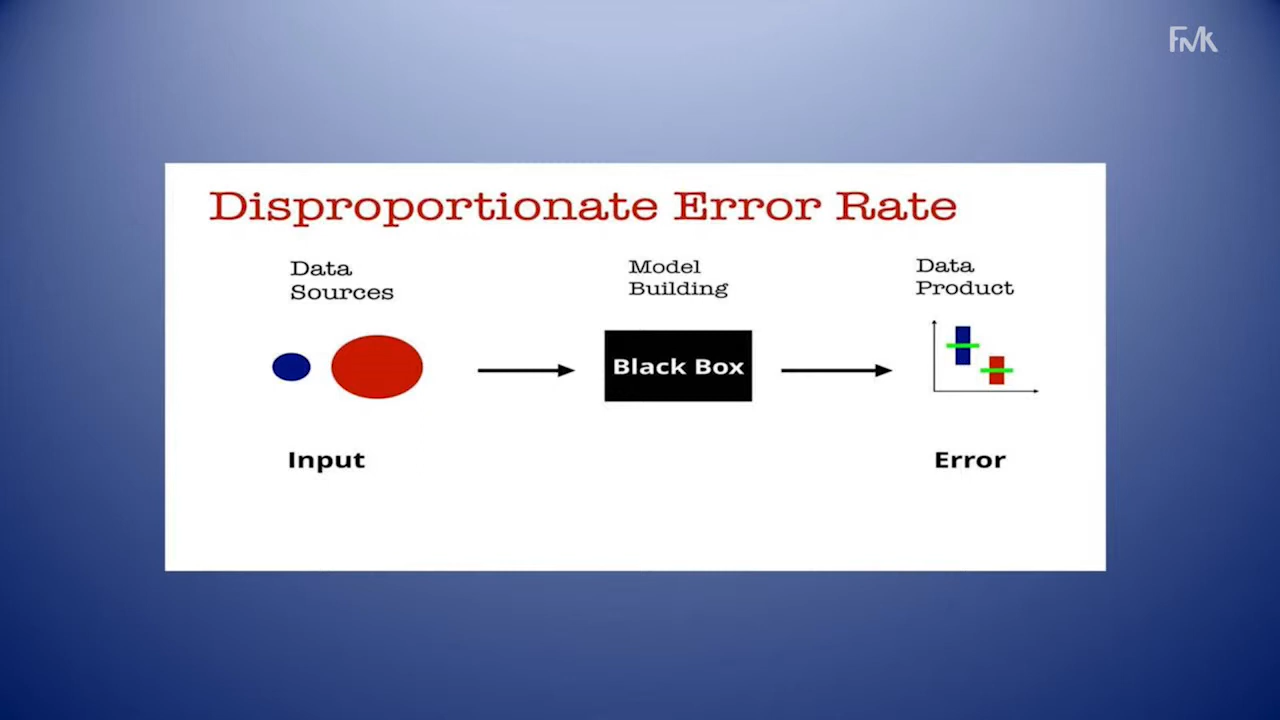 FMK
Disproportionate Error Rate
Data
Sources
Model
Building
Data
Product
Black Box
Input
Error